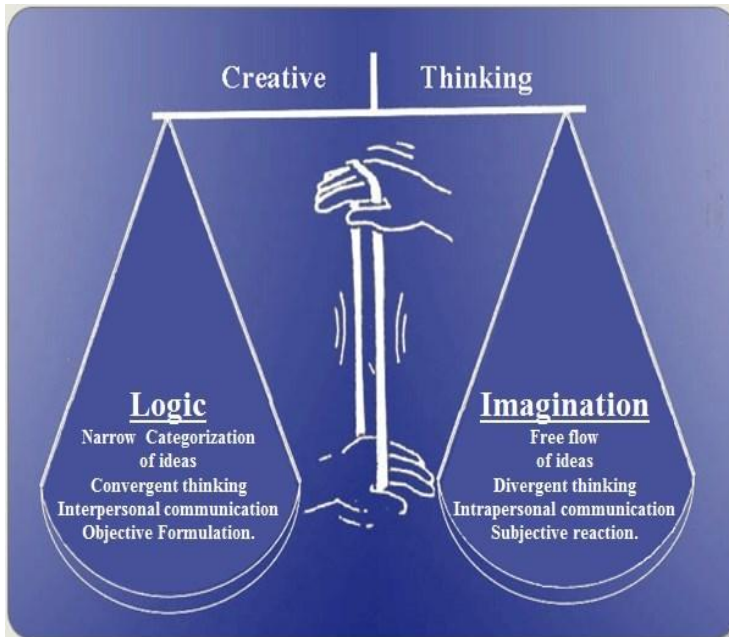 Creative Thinking
Logic
Narrow Categorization
of ideas
Convergent thinking
Interpersonal communication
Objective Formulation.
Imagination
Free flow
of ideas
Divergent thinking
Intrapersonal communication
Subjective reaction.